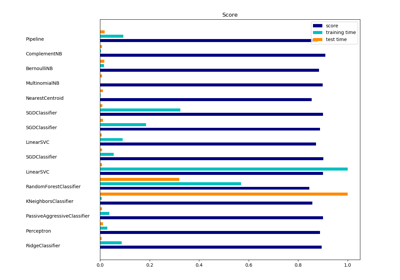 Score
score
training time
test time
Pipeline
ComplementNB
BernoulliNB
MultinomialNB
NearestCentroid
SGDClassifier
SGDClassifier
LinearSVC
SGDClassifier
LinearSVC
RandomForestClassifier
KNeighborsClassifier
PassiveAggressiveClassifier
Perceptron
RidgeClassifier
0.0 0.2 0.4 0.6 0.8 1.0